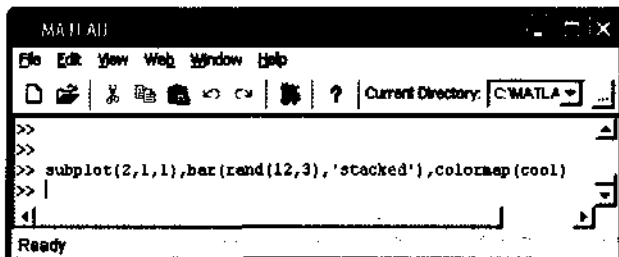 MATLAB
File Edit View Web Window Help
? Current Directory: C:\MATLA ...
>>
>>
>> subplot(2,1,1),bar(rand(12,3),'stacked'),colormap(cool)
>>
Ready